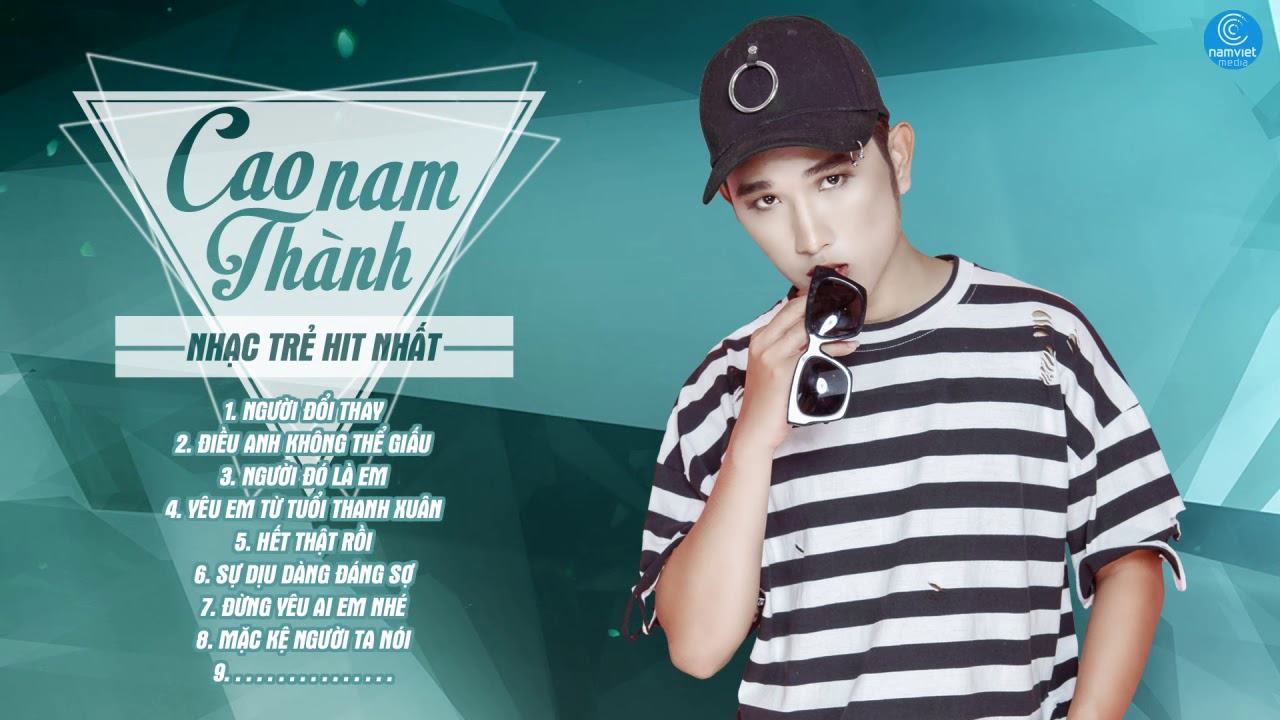 Cao nam
Thành
NHẠC TRẺ HIT NHẤT
1. NGƯỜI ĐỔI THAY
2. ĐIỀU ANH KHÔNG THỂ GIẤU
3. NGƯỜI ĐÓ LÀ EM
4. YÊU EM TỪ TUỔI THANH XUÂN
5. HẾT THẬT RỒI
6. SỰ DỊU DÀNG ĐÁNG SỢ
7. ĐỪNG YÊU AI EM NHÉ
8. MẶC KỆ NGƯỜI TA NÓI
9. . . . . . . . . . . . . . . .
namviet
media